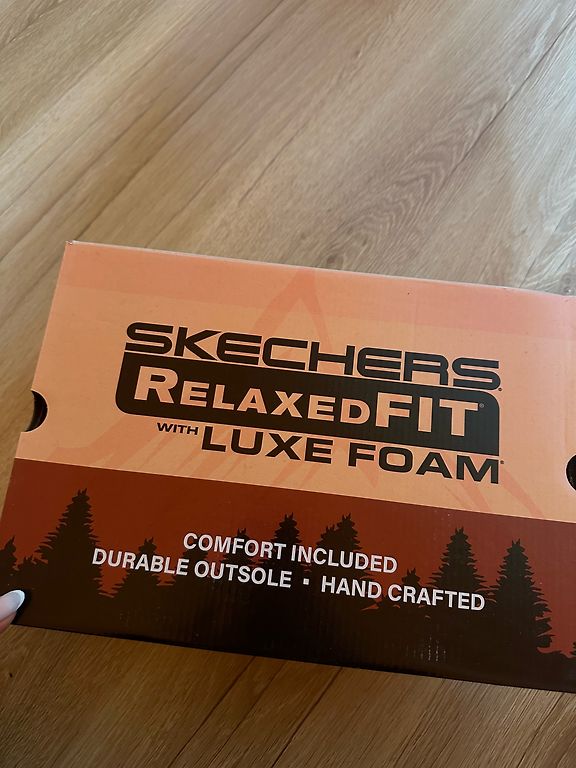 SKECHERS
RELAXED FIT®
WITH LUXE FOAM®
COMFORT INCLUDED
DURABLE OUTSOLE ▪ HAND CRAFTED